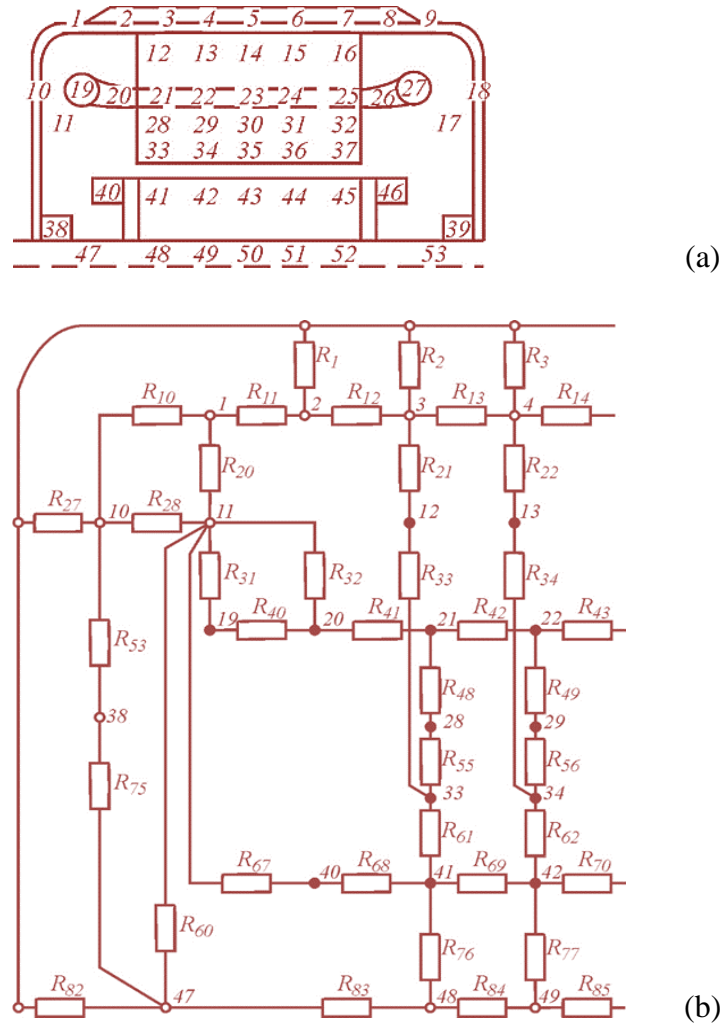 1 2 3 4 5 6 7 8 9
12 13 14 15 16
10 19 20 21 22 23 24 25 26 27 18
11 28 29 30 31 32 17
33 34 35 36 37
40 41 42 43 44 45 46
38 39
47 48 49 50 51 52 53
(a)
R1 R2 R3
R10 1 R11 2 R12 3 R13 4 R14
R20 R21 R22
R27 10 R28 11 12 13
R31 R32 R33 R34
19 R40 20 R41 21 R42 22 R43
R53 R48 R49
38 28 29
R75 R55 R56
33 34
R61 R62
R67 40 R68 41 R69 42 R70
R60 R76 R77
R82 47 R83 48 R84 49 R85
(b)